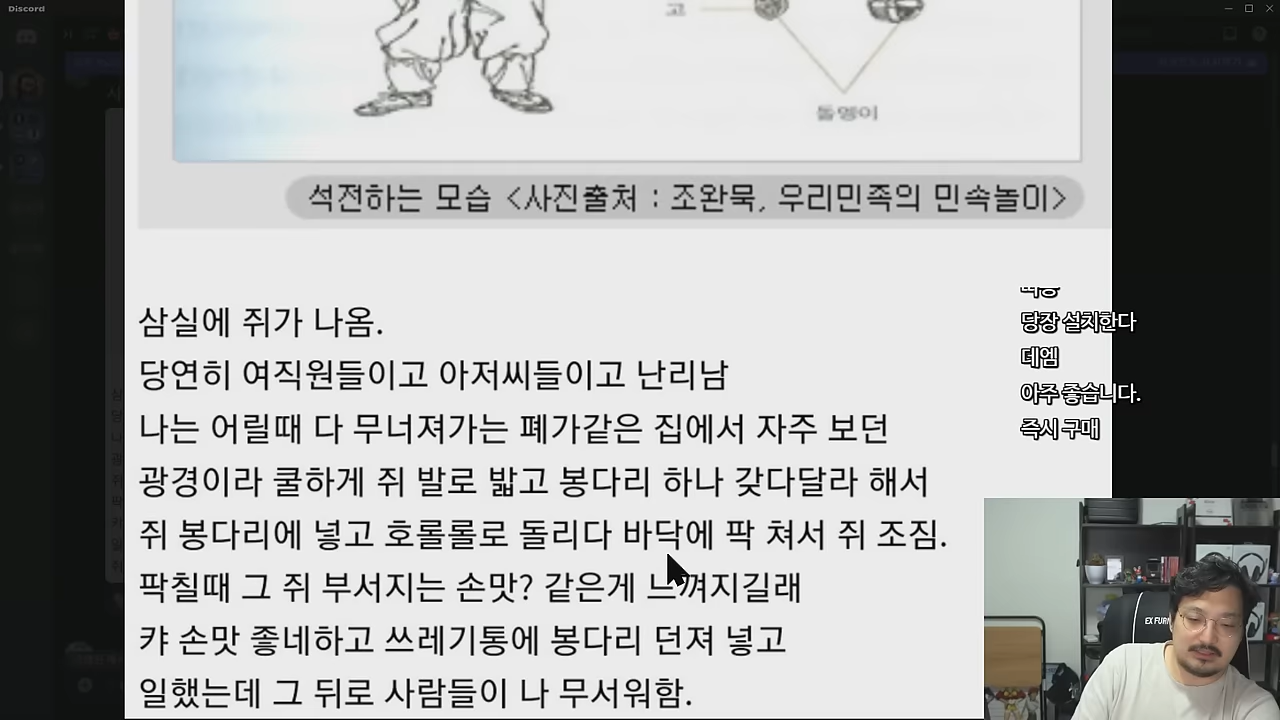 Discord
고
돌멩이
석전하는 모습 <사진출처 : 조완묵, 우리민족의 민속놀이>
삼실에 쥐가 나옴.
당연히 여직원들이고 아저씨들이고 난리남
나는 어릴때 다 무너져가는 폐가같은 집에서 자주 보던
광경이라 쿨하게 쥐 발로 밟고 봉다리 하나 갖다달라 해서
쥐 봉다리에 넣고 호롤롤로 돌리다 바닥에 팍 쳐서 쥐 조짐.
팍칠때 그 쥐 부서지는 손맛? 같은게 느껴지길래
캬 손맛 좋네하고 쓰레기통에 봉다리 던져 넣고
일했는데 그 뒤로 사람들이 나 무서워함.
당장 설치한다
데엠
아주 좋습니다.
즉시 구매
EX FURN